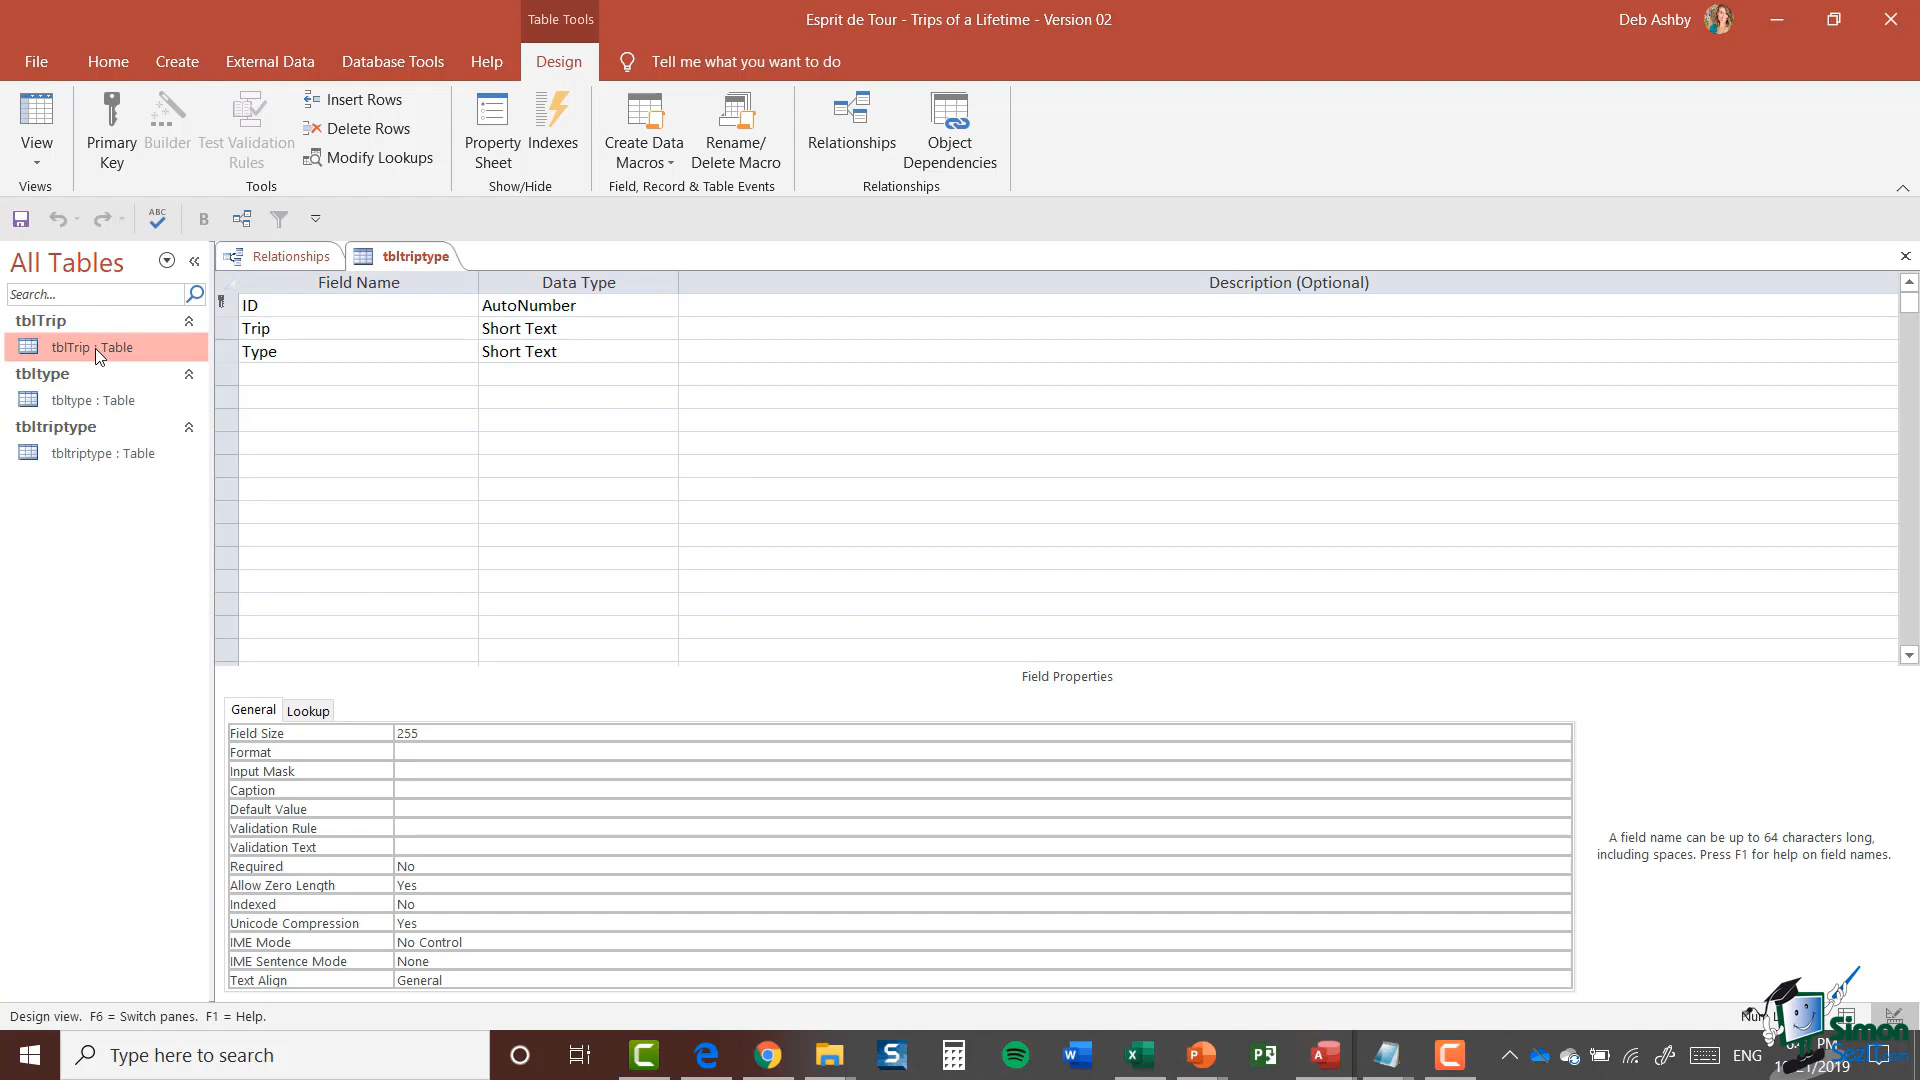 Table Tools
Esprit de Tour - Trips of a Lifetime - Version 02
Deb Ashby
File
Home
Create
External Data
Database Tools
Help
Design
Tell me what you want to do
View
Primary Key
Builder
Test Validation Rules
Insert Rows
Delete Rows
Modify Lookups
Property Sheet
Indexes
Create Data Macros
Rename/ Delete Macro
Relationships
Object Dependencies
Views
Tools
Show/Hide
Field, Record & Table Events
Relationships
ABC
B
All Tables
Search...
tblTrip
tblTrip : Table
tbltype
tbltype : Table
tbltriptype
tbltriptype : Table
Relationships
tbltriptype
Field Name
Data Type
Description (Optional)
ID
AutoNumber
Trip
Short Text
Type
Short Text
Field Properties
General
Lookup
Field Size
255
Format
Input Mask
Caption
Default Value
Validation Rule
Validation Text
Required
No
Allow Zero Length
Yes
Indexed
No
Unicode Compression
Yes
IME Mode
No Control
IME Sentence Mode
None
Text Align
General
A field name can be up to 64 characters long,
including spaces. Press F1 for help on field names.
Design view. F6 = Switch panes. F1 = Help.
Type here to search
ENG
PM
Simon
SezIT.com